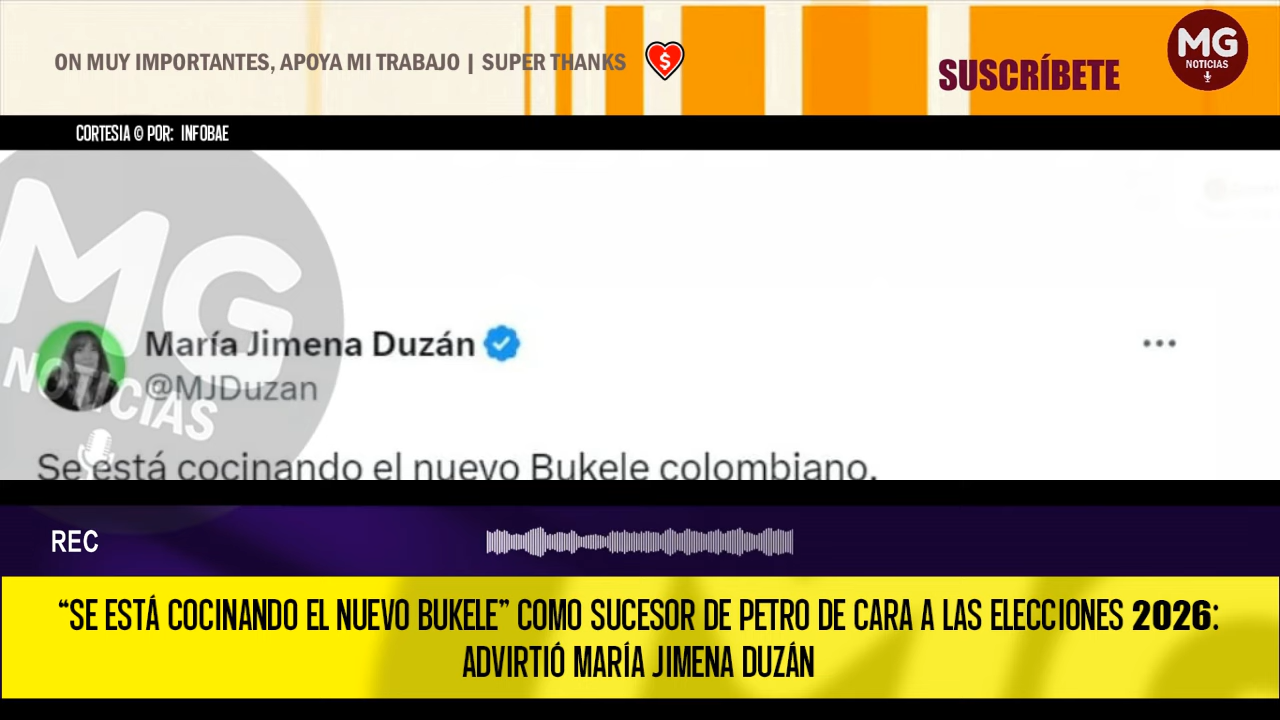 ON MUY IMPORTANTES, APOYA MI TRABAJO | SUPER THANKS
$
SUSCRÍBETE
MG
NOTICIAS
CORTESIA © POR: INFOBAE
MG
NOTICIAS
María Jimena Duzán
@MJDuzan
Se está cocinando el nuevo Bukele colombiano.
REC
“SE ESTÁ COCINANDO EL NUEVO BUKELE” COMO SUCESOR DE PETRO DE CARA A LAS ELECCIONES 2026:
ADVIRTIÓ MARÍA JIMENA DUZÁN